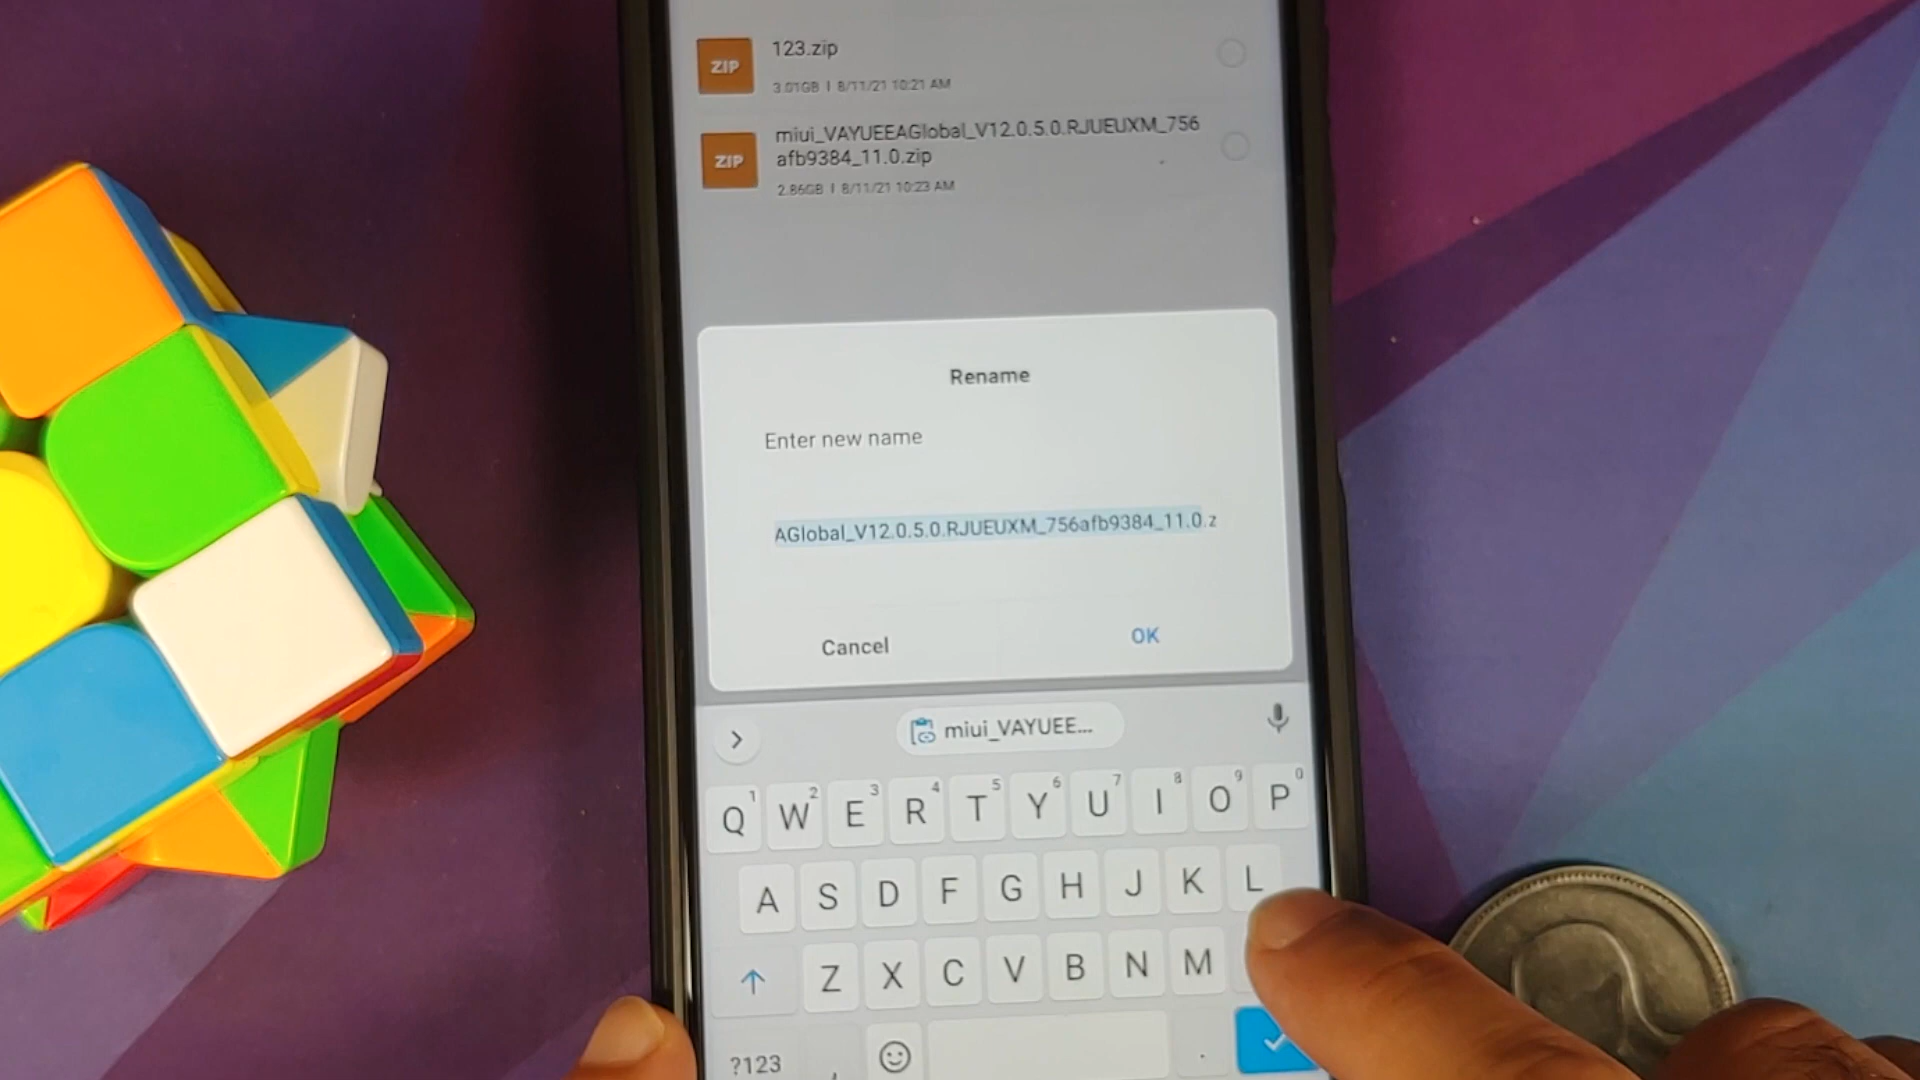 ZIP
123.zip
3.01GB | 8/11/21 10:21 AM
ZIP
miui_VAYUEEAGlobal_V12.0.5.0.RJUEUXM_756
afb9384_11.0.zip
2.86GB | 8/11/21 10:23 AM
Rename
Enter new name
AGlobal_V12.0.5.0.RJUEUXM_756afb9384_11.0.z
Cancel
OK
miui_VAYUEE...
1 2 3 4 5 6 7 8 9 0
Q W E R T Y U I O P
A S D F G H J K L
Z X C V B N M
?123 , .